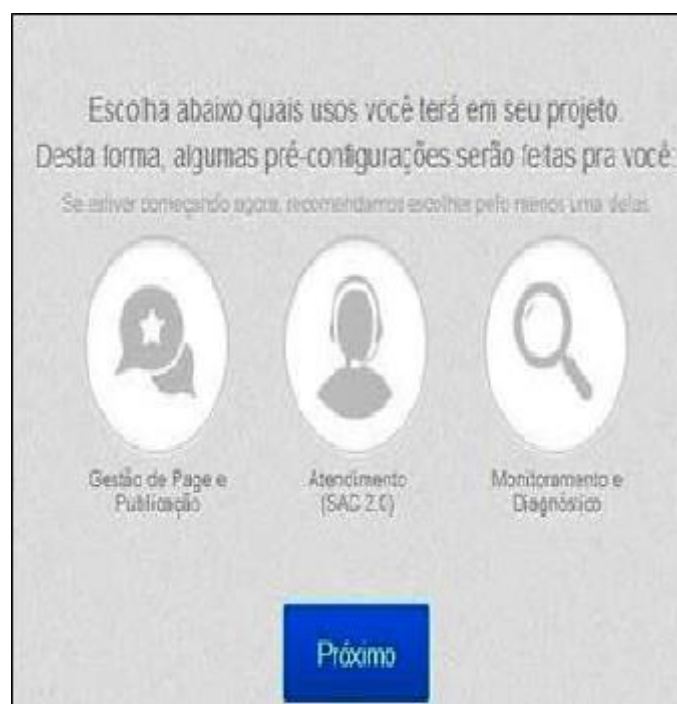 Escolha abaixo quais usos você terá em seu projeto.
Desta forma, algumas pré-configurações serão feitas pra você
Se estiver começando agora, recomendamos escolher pelo menos uma delas
Gestão de Page e
Publicação
Atendimento
(SAC 2.0)
Monitoramento e
Diagnóstico
Próximo